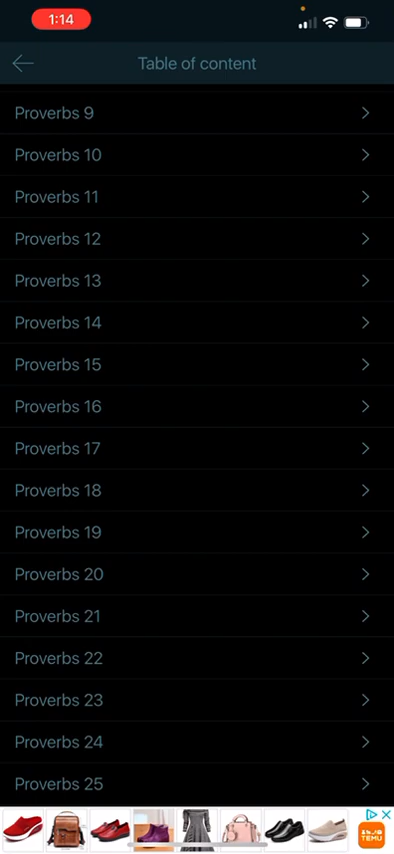 1:14
Table of content
Proverbs 9
Proverbs 10
Proverbs 11
Proverbs 12
Proverbs 13
Proverbs 14
Proverbs 15
Proverbs 16
Proverbs 17
Proverbs 18
Proverbs 19
Proverbs 20
Proverbs 21
Proverbs 22
Proverbs 23
Proverbs 24
Proverbs 25
TEMU